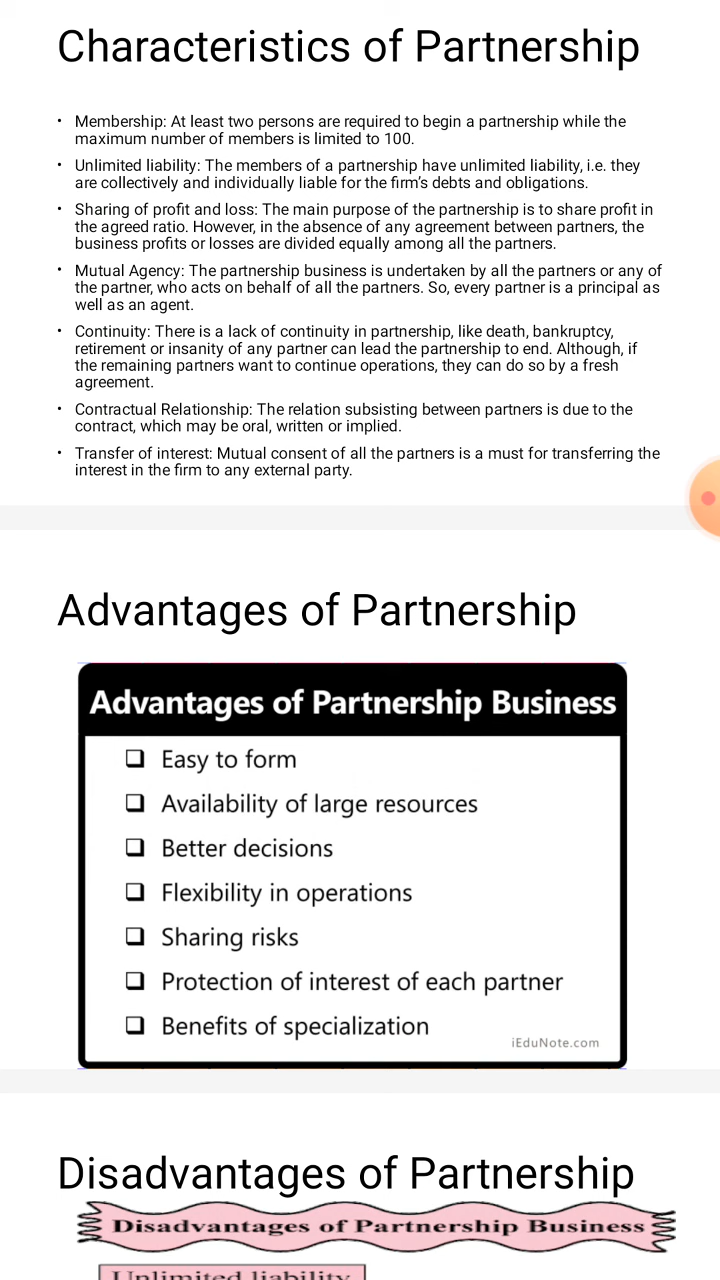 Characteristics of Partnership
• Membership: At least two persons are required to begin a partnership while the
maximum number of members is limited to 100.
• Unlimited liability: The members of a partnership have unlimited liability, i.e. they
are collectively and individually liable for the firm's debts and obligations.
• Sharing of profit and loss: The main purpose of the partnership is to share profit in
the agreed ratio. However, in the absence of any agreement between partners, the
business profits or losses are divided equally among all the partners.
• Mutual Agency: The partnership business is undertaken by all the partners or any of
the partner, who acts on behalf of all the partners. So, every partner is a principal as
well as an agent.
• Continuity: There is a lack of continuity in partnership, like death, bankruptcy,
retirement or insanity of any partner can lead the partnership to end. Although, if
the remaining partners want to continue operations, they can do so by a fresh
agreement.
• Contractual Relationship: The relation subsisting between partners is due to the
contract, which may be oral, written or implied.
• Transfer of interest: Mutual consent of all the partners is a must for transferring the
interest in the firm to any external party.
Advantages of Partnership
Advantages of Partnership Business
❑ Easy to form
❑ Availability of large resources
❑ Better decisions
❑ Flexibility in operations
❑ Sharing risks
❑ Protection of interest of each partner
❑ Benefits of specialization
iEduNote.com
Disadvantages of Partnership
Disadvantages of Partnership Business
Unlimited liability